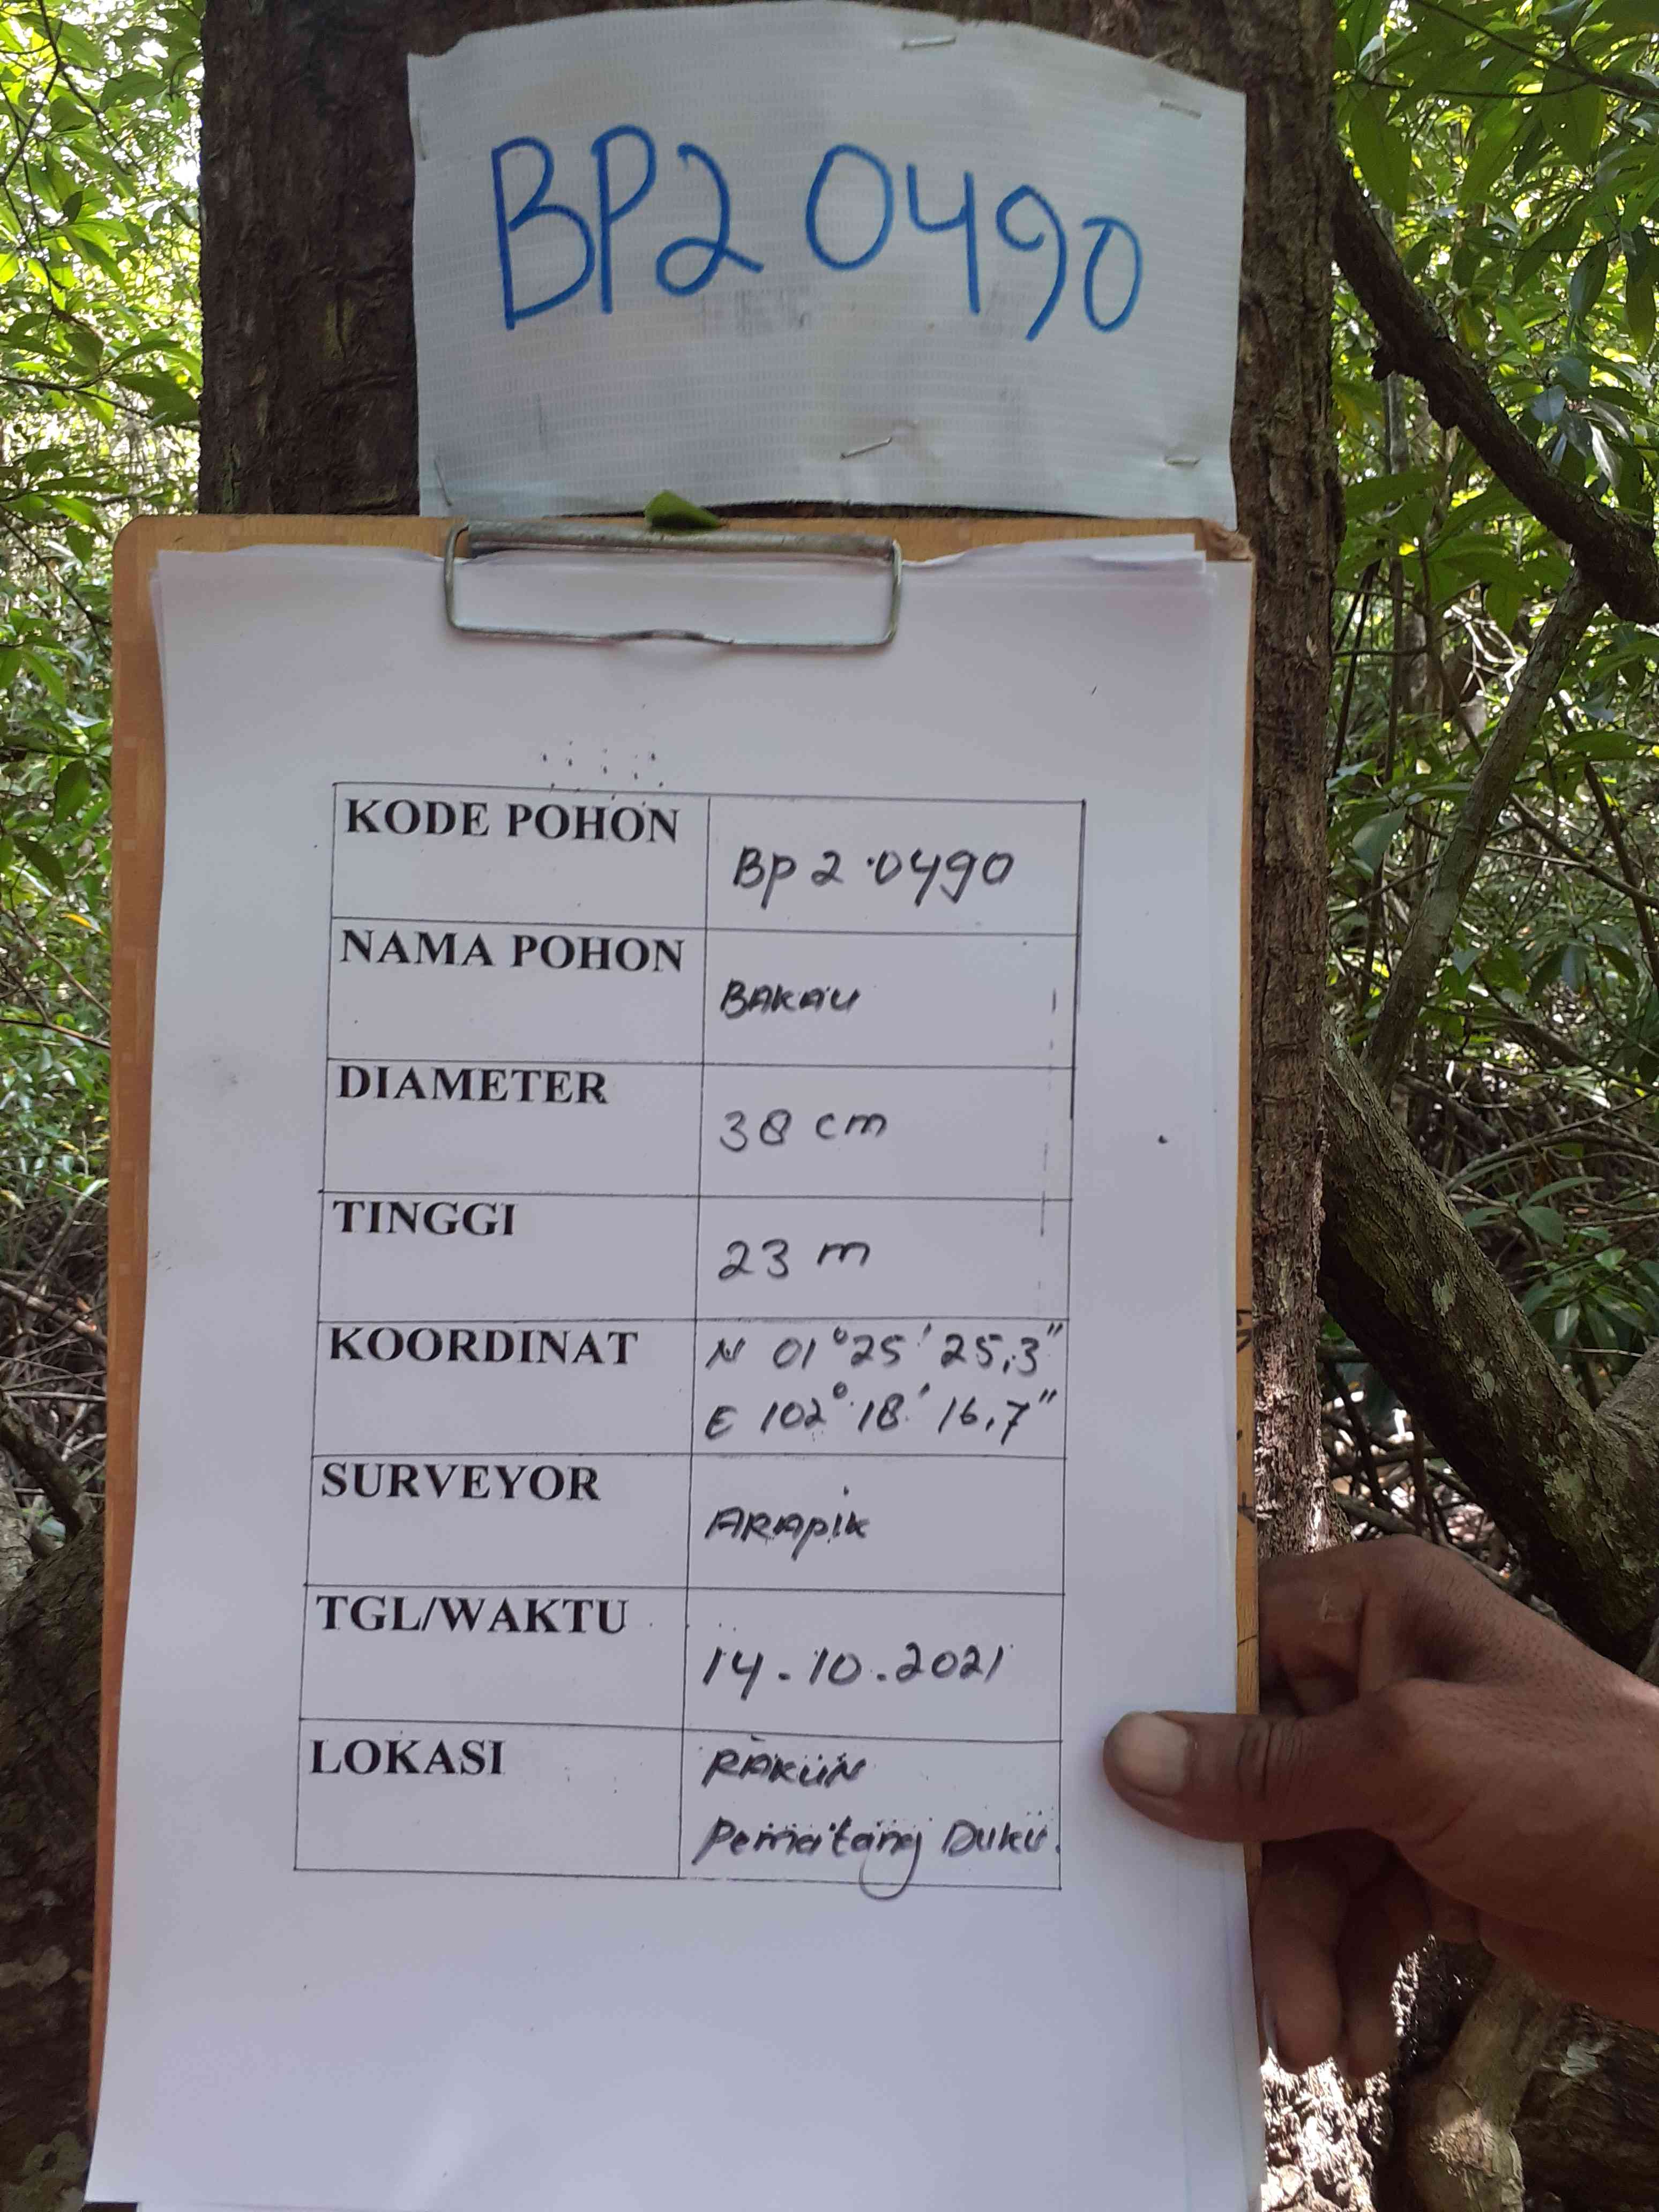 BP2 0490
KODE POHON
Bp 2.0490
NAMA POHON
BAKAU
DIAMETER
38 cm
TINGGI
23 m
KOORDINAT
N 01°25'25,3"
E 102°18'16,7"
SURVEYOR
ARApik
TGL/WAKTU
14.10.2021
LOKASI
RAKUN
Pematang Duku.